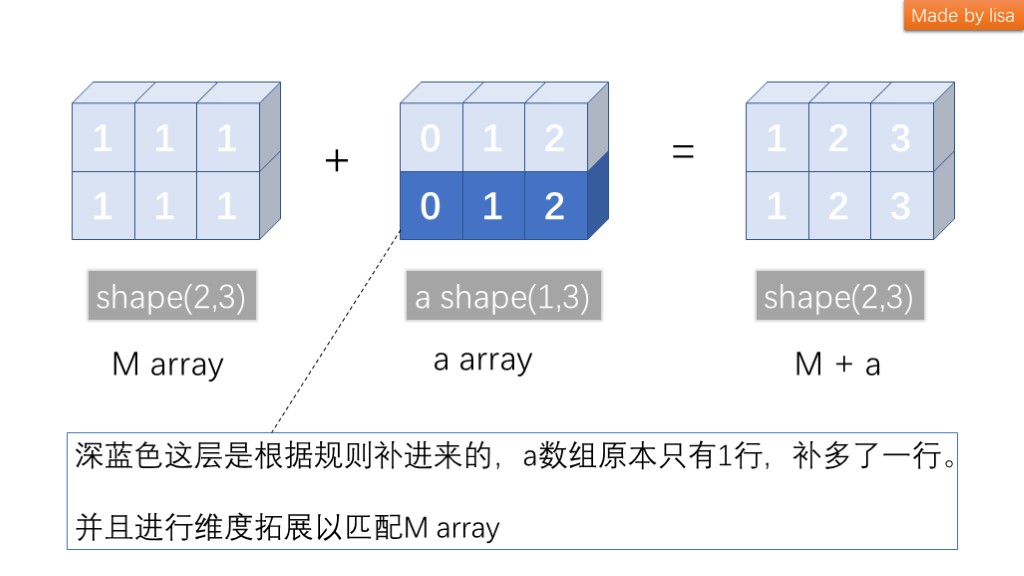 Made by lisa
1 1 1 + 0 1 2 = 1 2 3
1 1 1 0 1 2 1 2 3
shape(2,3) a shape(1,3) shape(2,3)
M array a array M + a
深蓝色这层是根据规则补进来的，a数组原本只有1行，补多了一行。
并且进行维度拓展以匹配M array